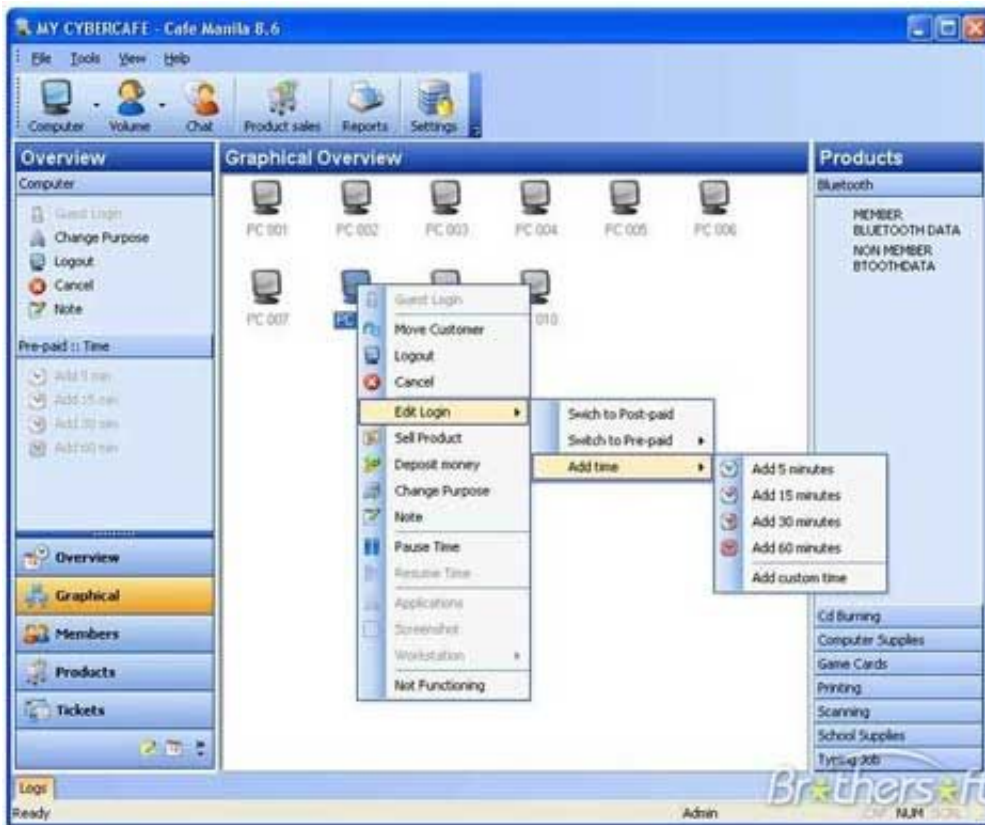 MY CYBERCAFE - Cafe Manila 8.6
File Tools View Help
Computer Volume Chat Product sales Reports Settings
Overview
Computer
Guest Login
Change Purpose
Logout
Cancel
Note
Pre-paid :: Time
Add 5 min
Add 15 min
Add 30 min
Add 60 min
Overview
Graphical
Members
Products
Tickets
Graphical Overview
PC 001 PC 002 PC 003 PC 004 PC 005 PC 006
PC 007 PC 010
Guest Login
Move Customer
Logout
Cancel
Edit Login
Sell Product
Deposit money
Change Purpose
Note
Pause Time
Resume Time
Applications
Screenshot
Workstation
Not Functioning
Swich to Post-paid
Switch to Pre-paid
Add time
Add 5 minutes
Add 15 minutes
Add 30 minutes
Add 60 minutes
Add custom time
Products
Bluetooth
MEMBER
BLUETOOTH DATA
NON MEMBER
BTOOTHDATA
Cd Burning
Computer Supplies
Game Cards
Printing
Scanning
School Supplies
Typing Job
Logs
Ready Admin NUM
Brothersoft